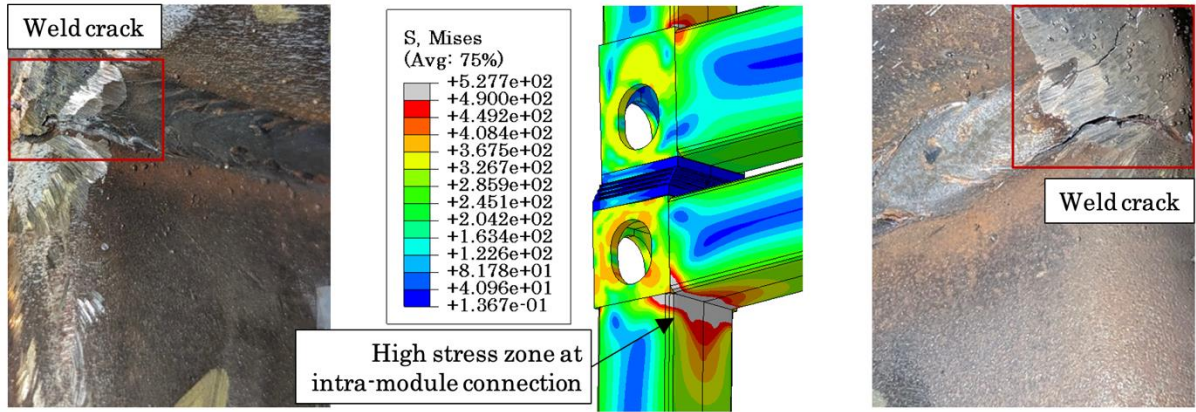 Weld crack
S, Mises
(Avg: 75%)
+5.277e+02
+4.900e+02
+4.492e+02
+4.084e+02
+3.675e+02
+3.267e+02
+2.859e+02
+2.451e+02
+2.042e+02
+1.634e+02
+1.226e+02
+8.178e+01
+4.096e+01
+1.367e-01
High stress zone at
intra-module connection
Weld crack